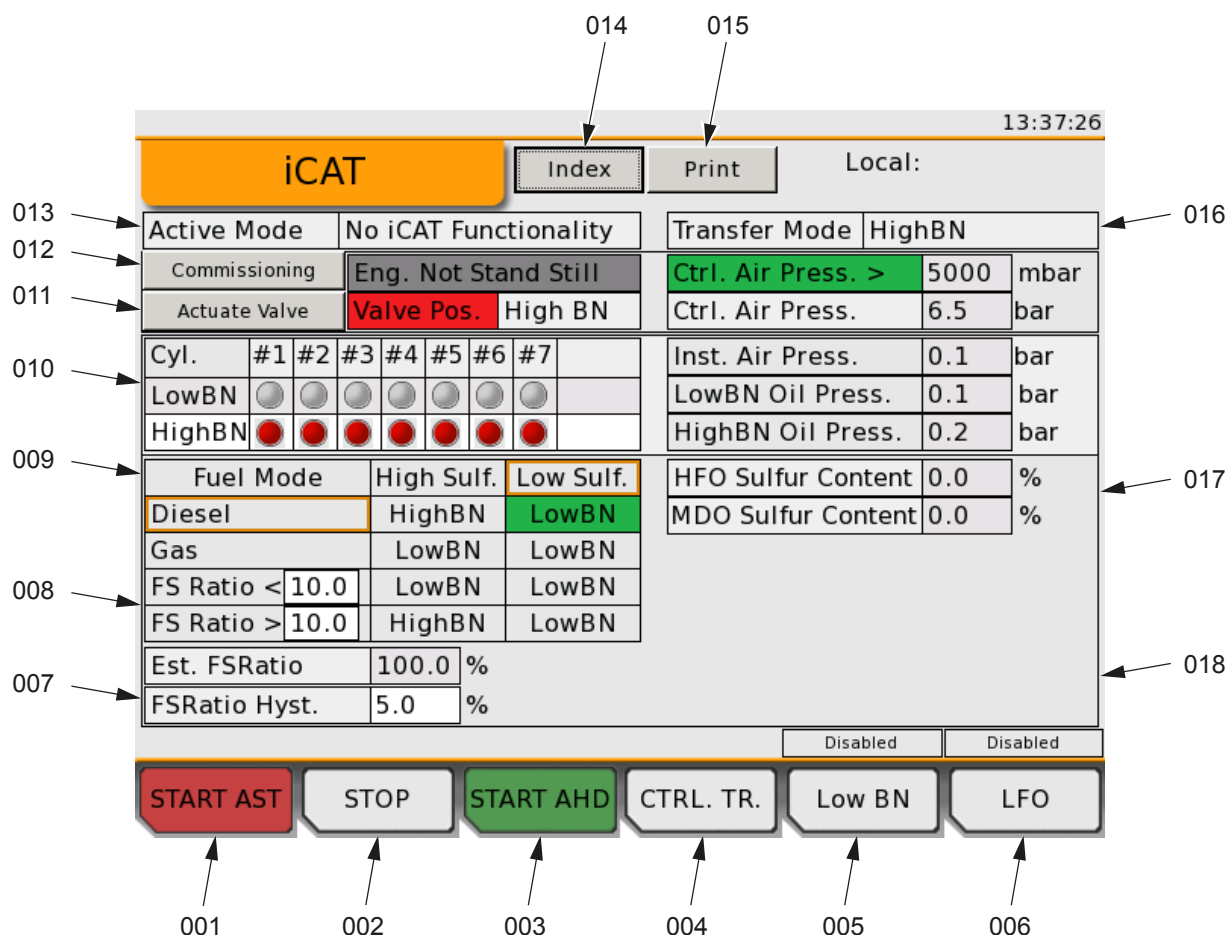 014 015
13:37:26
iCAT Index Print Local:
013 Active Mode No iCAT Functionality Transfer Mode HighBN 016
012 Commissioning Eng. Not Stand Still Ctrl. Air Press. > 5000 mbar
011 Actuate Valve Valve Pos. High BN Ctrl. Air Press. 6.5 bar
Cyl. #1 #2 #3 #4 #5 #6 #7 Inst. Air Press. 0.1 bar
010 LowBN LowBN Oil Press. 0.1 bar
HighBN HighBN Oil Press. 0.2 bar
009 Fuel Mode High Sulf. Low Sulf. HFO Sulfur Content 0.0 % 017
Diesel HighBN LowBN MDO Sulfur Content 0.0 %
Gas LowBN LowBN
008 FS Ratio < 10.0 LowBN LowBN
FS Ratio > 10.0 HighBN LowBN
Est. FSRatio 100.0 % 018
007 FSRatio Hyst. 5.0 %
Disabled Disabled
START AST STOP START AHD CTRL. TR. Low BN LFO
001 002 003 004 005 006